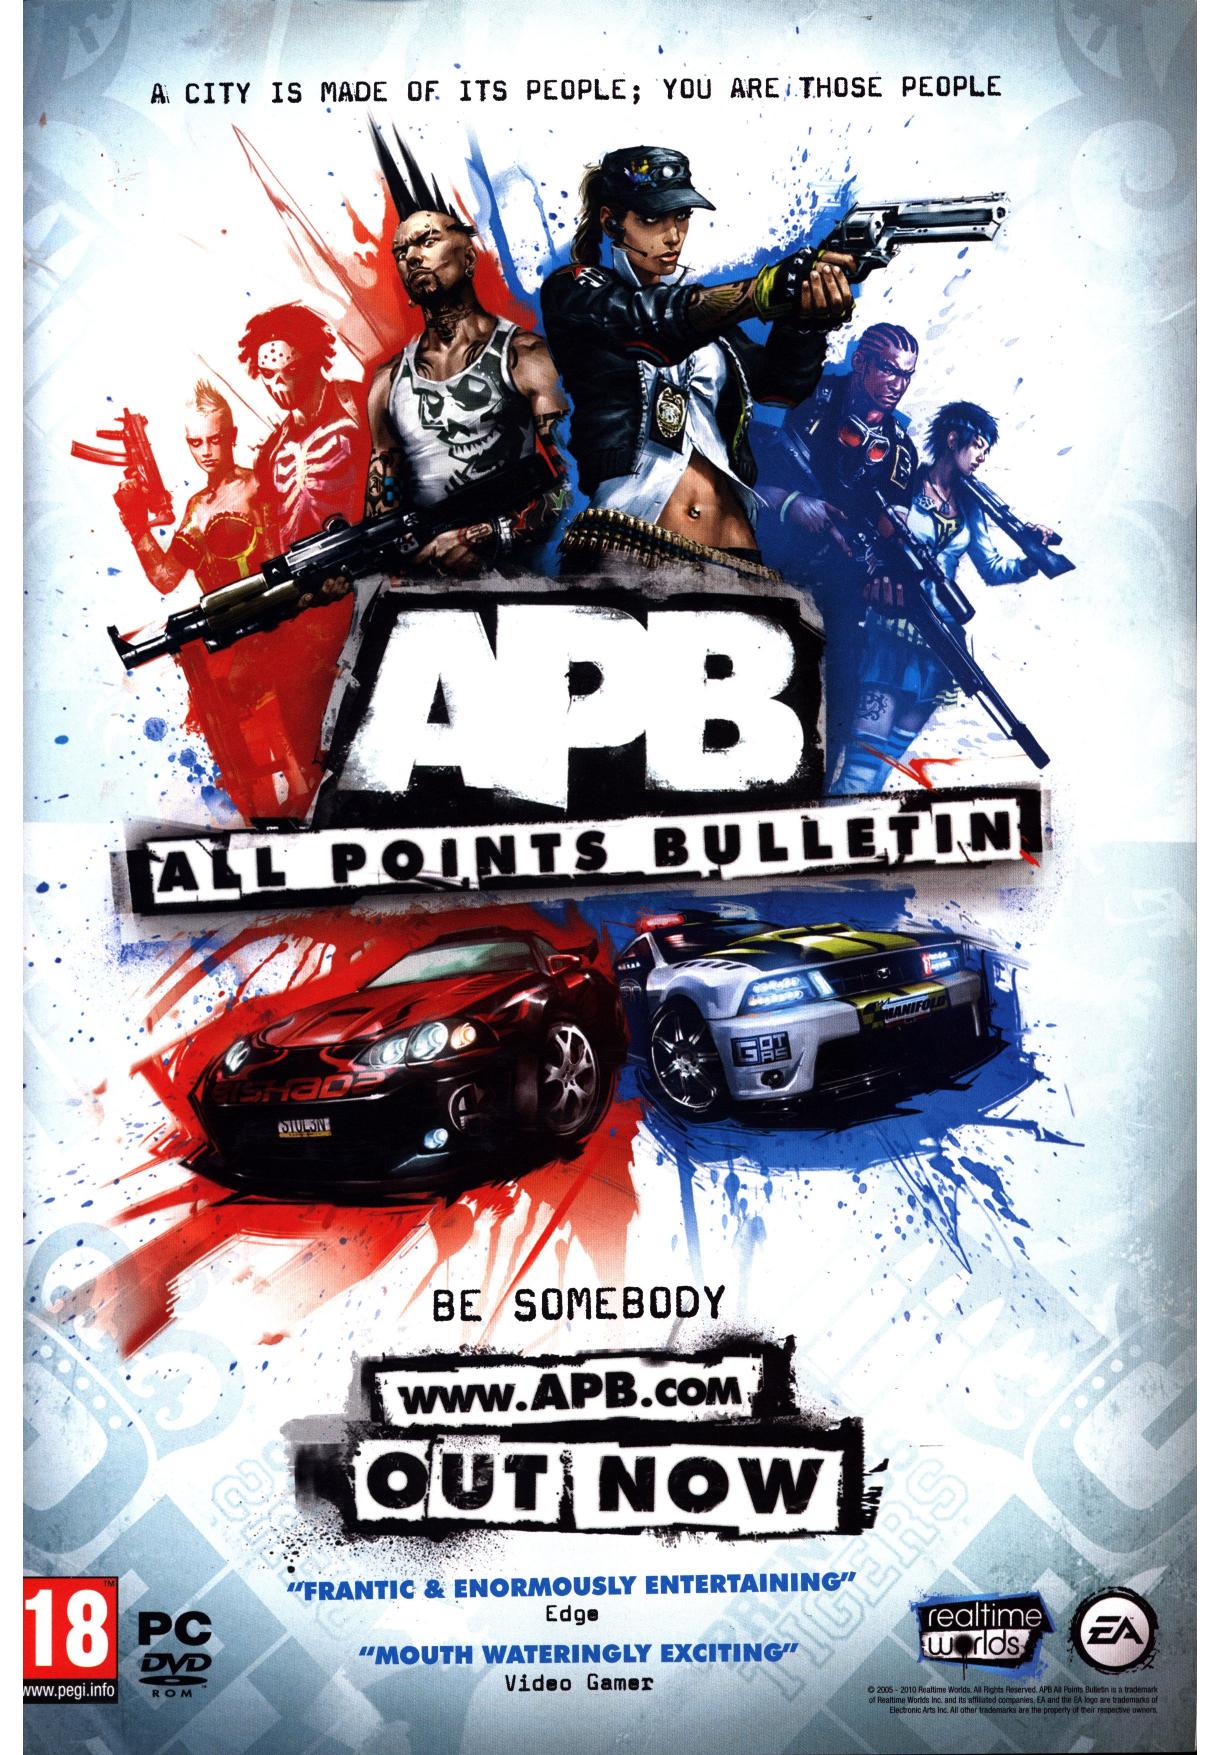 A CITY IS MADE OF ITS PEOPLE; YOU ARE THOSE PEOPLE
APB
ALL POINTS BULLETIN
MANIFOLD
GOT
STOL3N
BE SOMEBODY
WWW.APB.COM
OUT NOW
"FRANTIC & ENORMOUSLY ENTERTAINING"
Edge
"MOUTH WATERINGLY EXCITING"
Video Gamer
18
www.pegi.info
PC
DVD
ROM
realtime
worlds
EA
© 2005 - 2010 Realtime Worlds. All Rights Reserved. APB All Points Bulletin is a trademark
of Realtime Worlds Inc. and its affiliated companies. EA and the EA logo are trademarks of
Electronic Arts Inc. All other trademarks are the property of their respective owners.